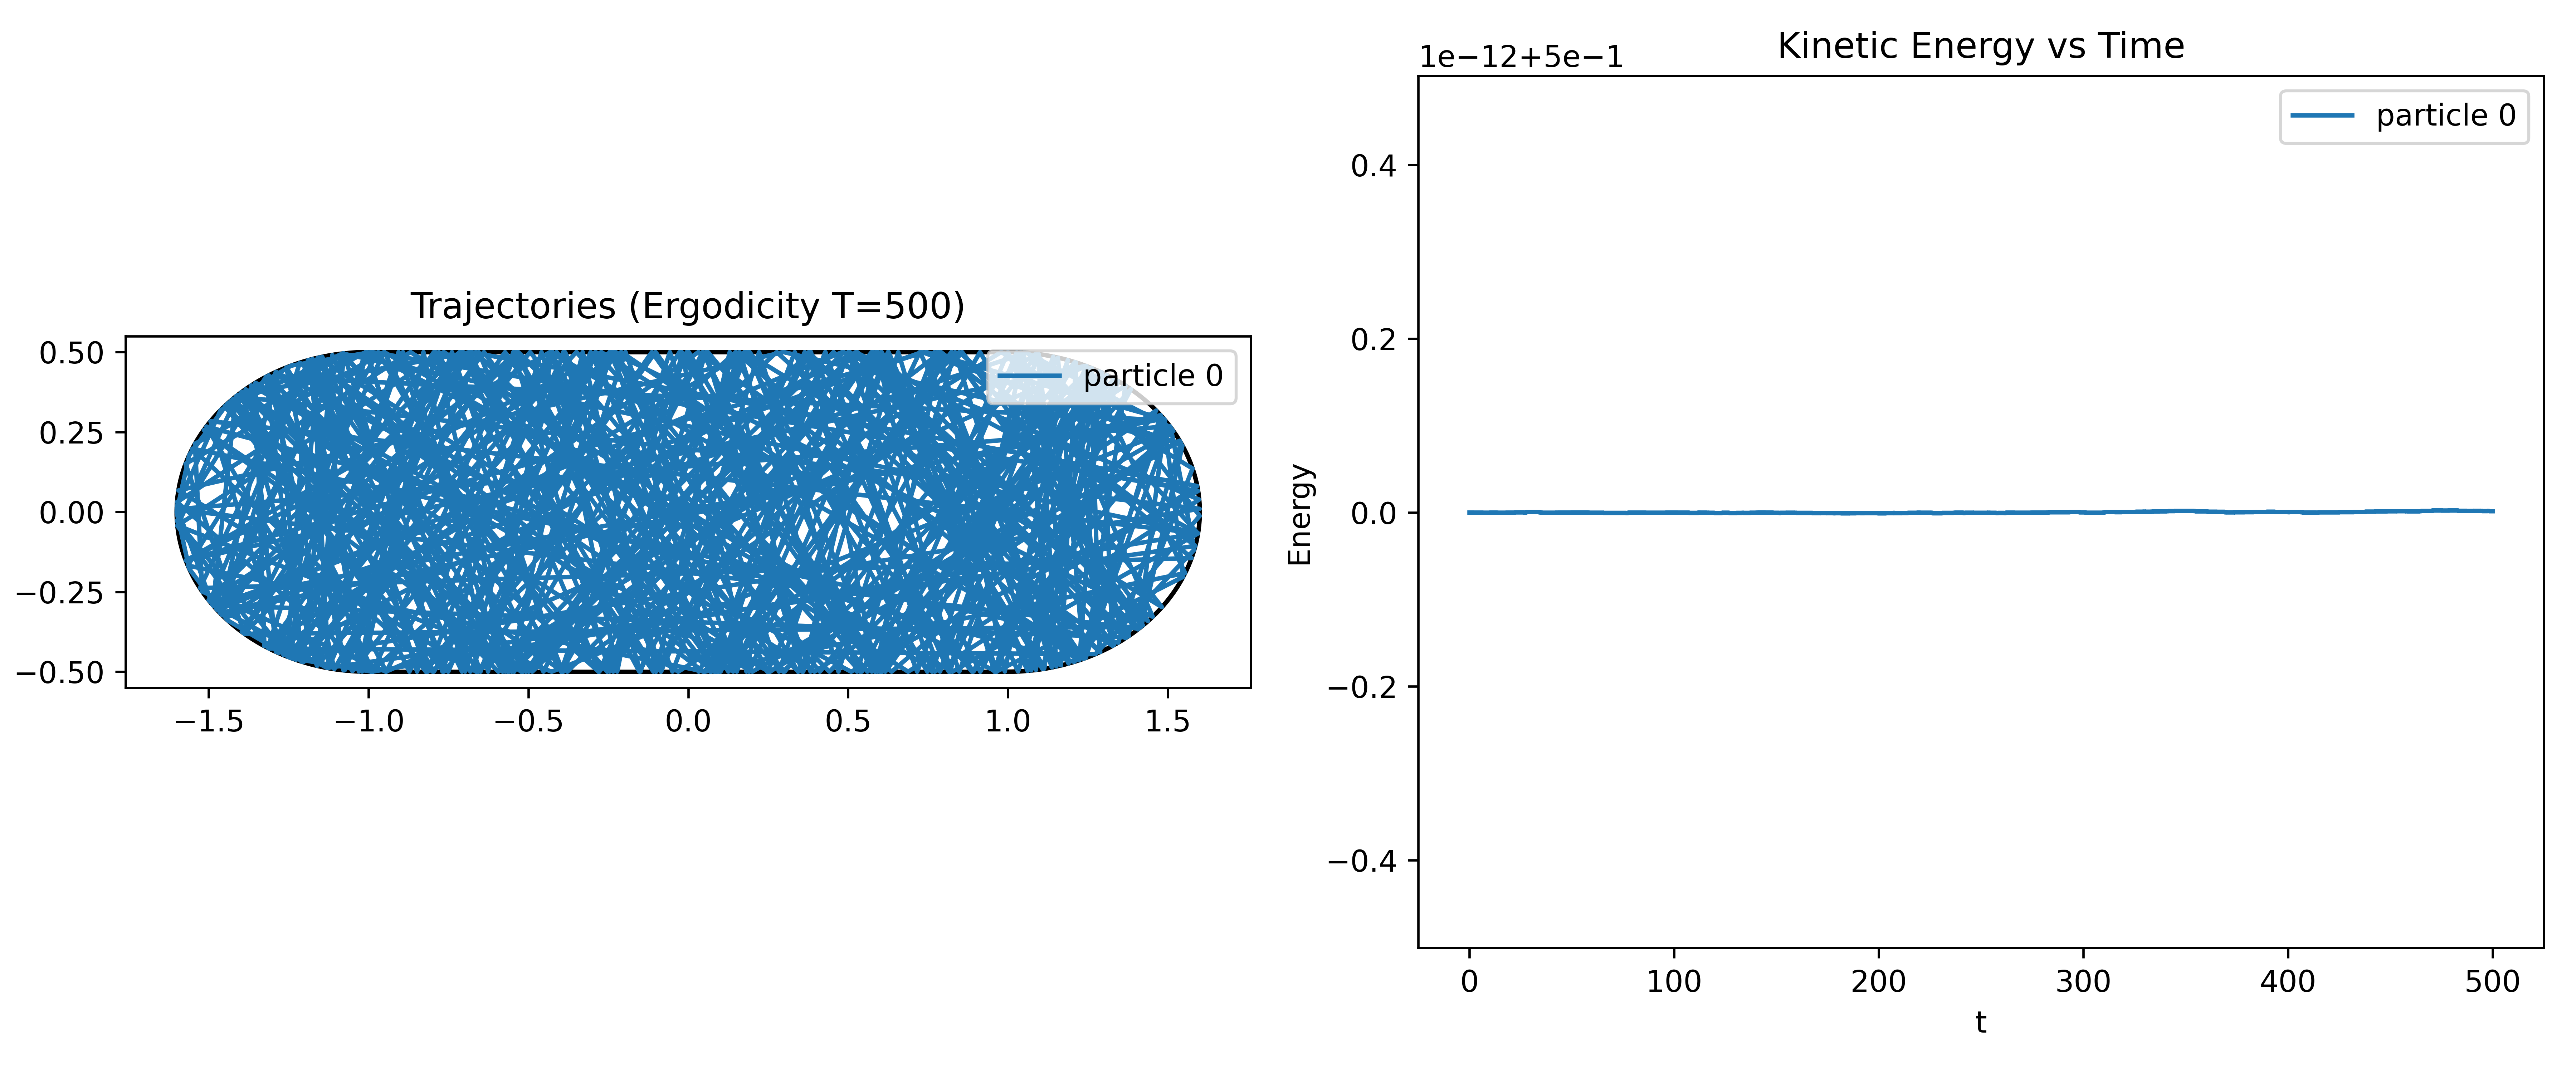 Trajectories (Ergodicity T=500)
particle 0
0.50
0.25
0.00
−0.25
−0.50
−1.5 −1.0 −0.5 0.0 0.5 1.0 1.5
Kinetic Energy vs Time
1e−12+5e−1
particle 0
Energy
0.4
0.2
0.0
−0.2
−0.4
0 100 200 300 400 500
t